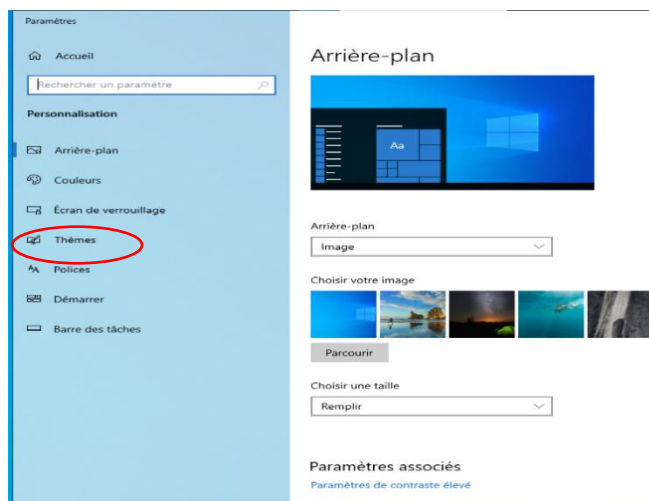 Paramètres
Accueil
Rechercher un paramètre
Personnalisation
Arrière-plan
Couleurs
Écran de verrouillage
Thèmes
Polices
Démarrer
Barre des tâches
Arrière-plan
Aa
Arrière-plan
Image
Choisir votre image
Parcourir
Choisir une taille
Remplir
Paramètres associés
Paramètres de contraste élevé